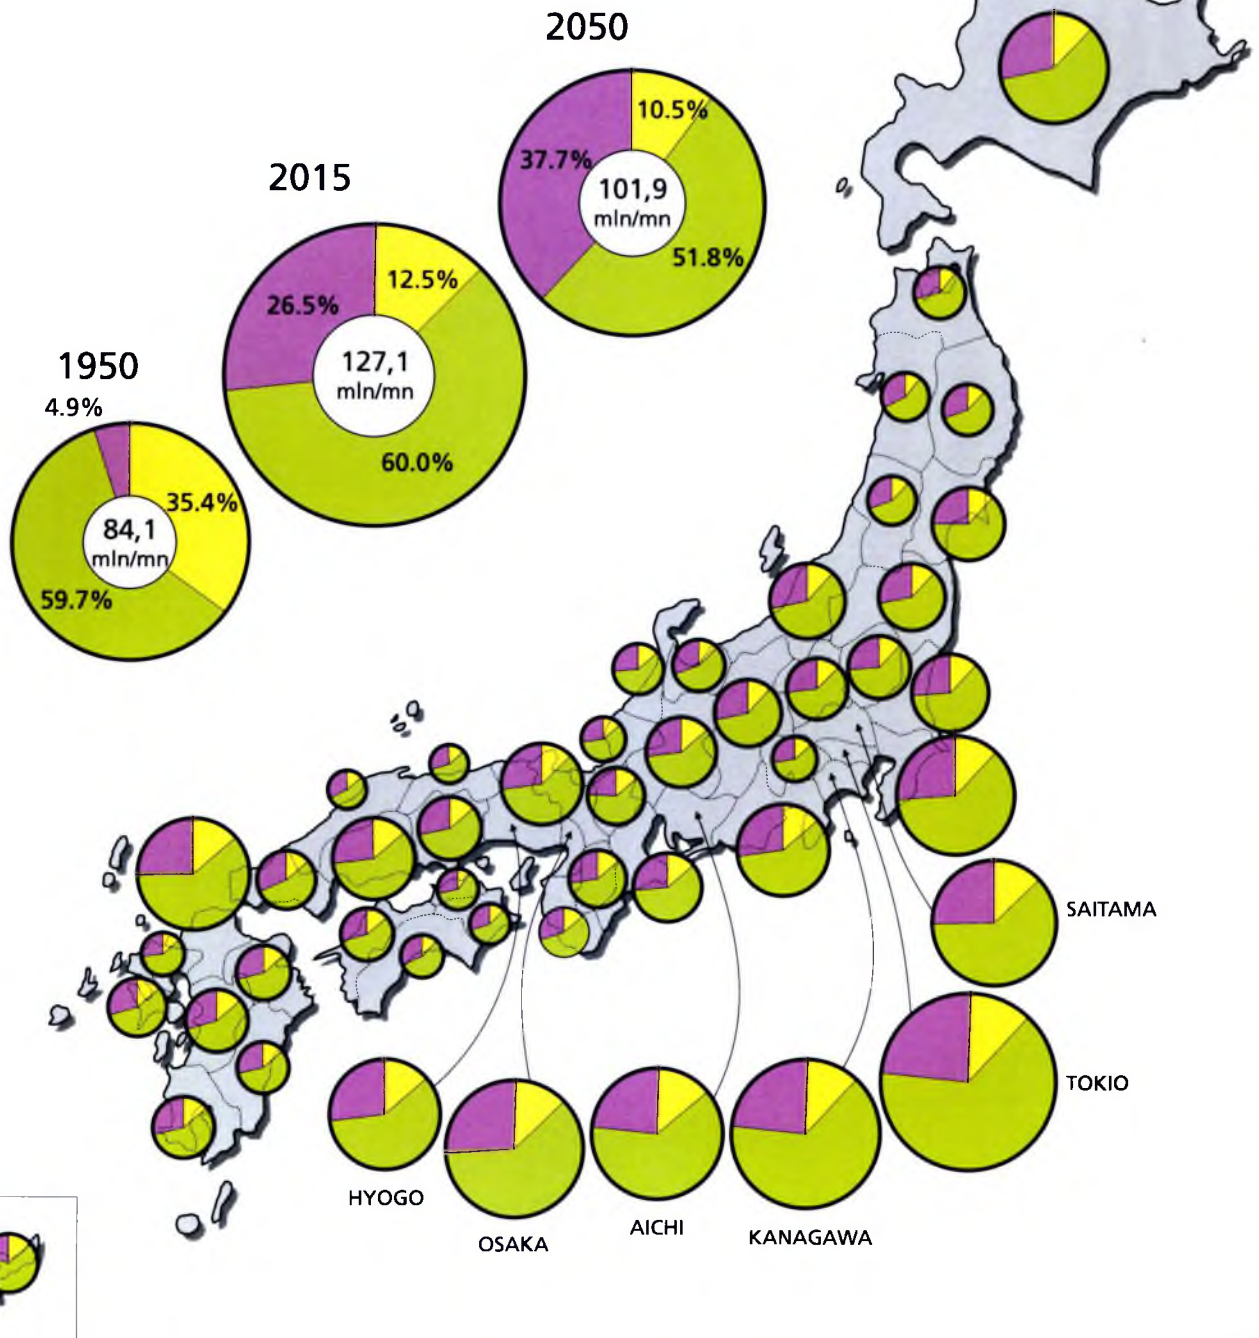 2050
10.5%
37.7%
101,9
mln/mn
51.8%
2015
12.5%
26.5%
127,1
mln/mn
60.0%
1950
4.9%
35.4%
84,1
mln/mn
59.7%
SAITAMA
TOKIO
HYOGO
OSAKA
AICHI
KANAGAWA